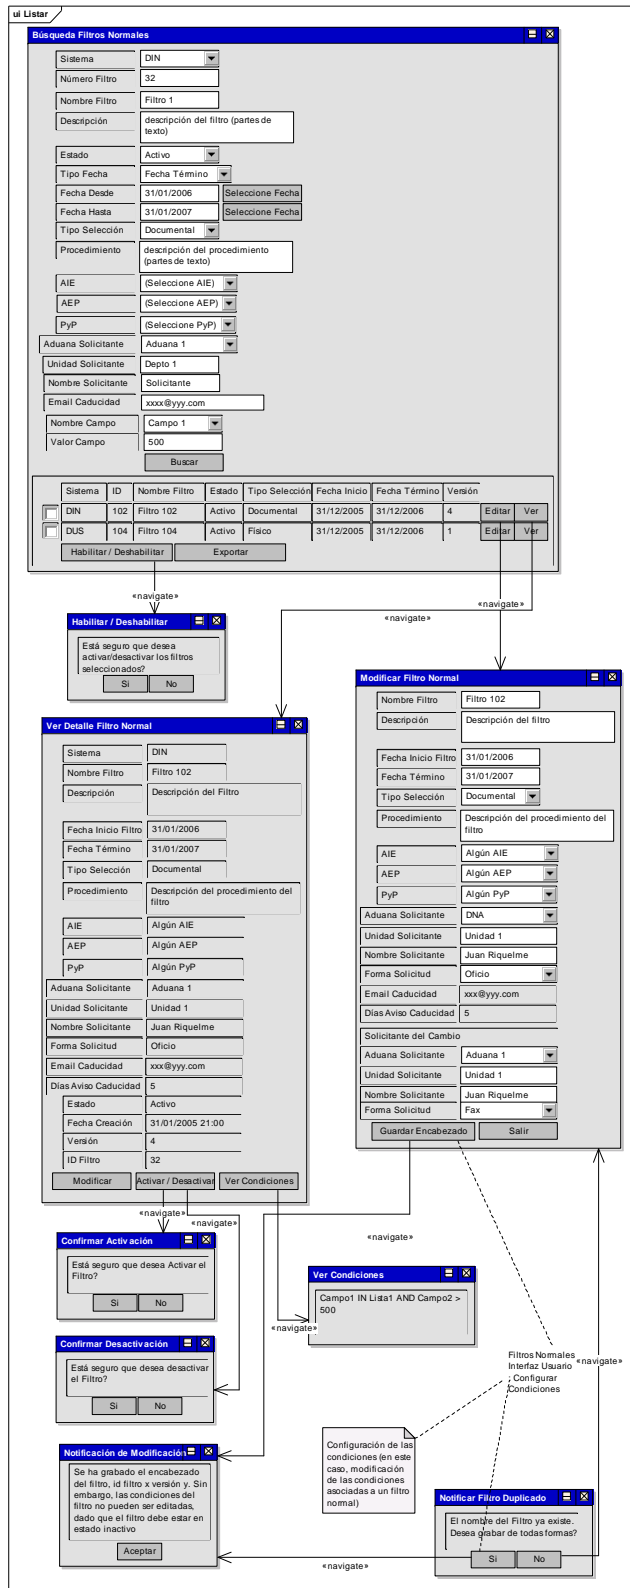 ui Listar
Búsqueda Filtros Normales
Sistema
DIN
Número Filtro
32
Nombre Filtro
Filtro 1
Descripción
descripción del filtro (partes de
texto)
Estado
Activo
Tipo Fecha
Fecha Término
Fecha Desde
31/01/2006
Seleccione Fecha
Fecha Hasta
31/01/2007
Seleccione Fecha
Tipo Selección
Documental
Procedimiento
descripción del procedimiento
(partes de texto)
AIE
(Seleccione AIE)
AEP
(Seleccione AEP)
PyP
(Seleccione PyP)
Aduana Solicitante
Aduana 1
Unidad Solicitante
Depto 1
Nombre Solicitante
Solicitante
Email Caducidad
xxxx@yyy.com
Nombre Campo
Campo 1
Valor Campo
500
Buscar
Sistema ID Nombre Filtro Estado Tipo Selección Fecha Inicio Fecha Término Versión
DIN 102 Filtro 102 Activo Documental 31/12/2005 31/12/2006 4 Editar Ver
DUS 104 Filtro 104 Activo Físico 31/12/2005 31/12/2006 1 Editar Ver
Habilitar / Deshabilitar
Exportar
«navigate»
«navigate»
«navigate»
Habilitar / Deshabilitar
Está seguro que desea
activar/desactivar los filtros
seleccionados?
Si
No
Modificar Filtro Normal
Nombre Filtro
Filtro 102
Descripción
Descripción del filtro
Fecha Inicio Filtro
31/01/2006
Fecha Término
31/01/2007
Tipo Selección
Documental
Procedimiento
Descripción del procedimiento del
filtro
AIE
Algún AIE
AEP
Algún AEP
PyP
Algún PyP
Aduana Solicitante
DNA
Unidad Solicitante
Unidad 1
Nombre Solicitante
Juan Riquelme
Forma Solicitud
Oficio
Email Caducidad
xxx@yyy.com
Días Aviso Caducidad
5
Solicitante del Cambio
Aduana Solicitante
Aduana 1
Unidad Solicitante
Unidad 1
Nombre Solicitante
Juan Riquelme
Forma Solicitud
Fax
Guardar Encabezado
Salir
Ver Detalle Filtro Normal
Sistema
DIN
Nombre Filtro
Filtro 102
Descripción
Descripción del Filtro
Fecha Inicio Filtro
31/01/2006
Fecha Término
31/01/2007
Tipo Selección
Documental
Procedimiento
Descripción del procedimiento del
filtro
AIE
Algún AIE
AEP
Algún AEP
PyP
Algún PyP
Aduana Solicitante
Aduana 1
Unidad Solicitante
Unidad 1
Nombre Solicitante
Juan Riquelme
Forma Solicitud
Oficio
Email Caducidad
xxx@yyy.com
Días Aviso Caducidad
5
Estado
Activo
Fecha Creación
31/01/2005 21:00
Versión
4
ID Filtro
32
Modificar
Activar / Desactivar
Ver Condiciones
«navigate»
«navigate»
«navigate»
Confirmar Activación
Está seguro que desea Activar el
Filtro?
Si
No
Ver Condiciones
Campo1 IN Lista1 AND Campo2 >
500
«navigate»
Confirmar Desactivación
Está seguro que desea desactivar
el Filtro?
Si
No
Filtros Normales
Interfaz Usuario
: Configurar
Condiciones
«navigate»
Configuración de las
condiciones (en este
caso, modificación
de las condiciones
asociadas a un filtro
normal)
Notificación de Modificación
Se ha grabado el encabezado
del filtro, id filtro x versión y. Sin
embargo, las condiciones del
filtro no pueden ser editadas,
dado que el filtro debe estar en
estado inactivo
Aceptar
Notificar Filtro Duplicado
El nombre del Filtro ya existe.
Desea grabar de todas formas?
Si
No
«navigate»